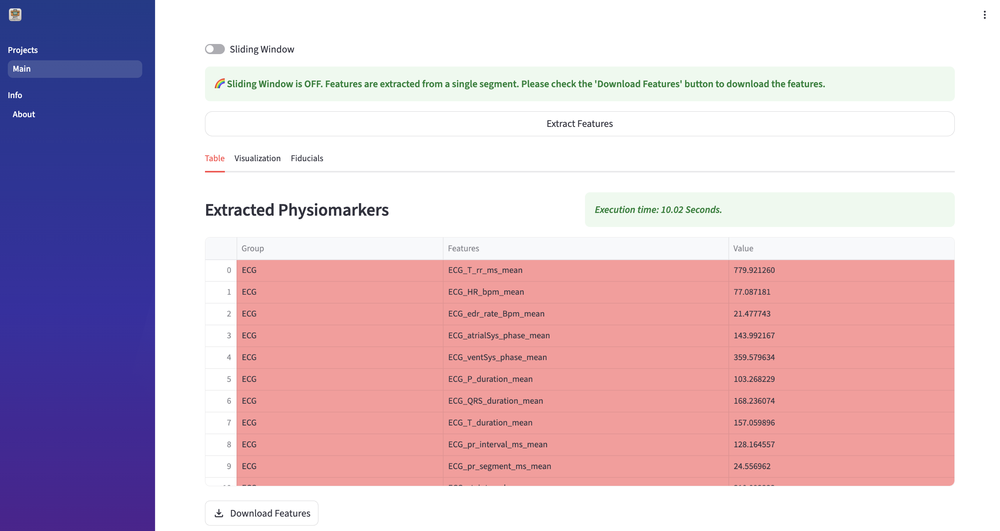 MPT
Projects
Main
Info
About
Sliding Window
🌈 Sliding Window is OFF. Features are extracted from a single segment. Please check the 'Download Features' button to download the features.
Extract Features
Table Visualization Fiducials
Extracted Physiomarkers
Execution time: 10.02 Seconds.
Group Features Value
0 ECG ECG_T_rr_ms_mean 779.921260
1 ECG ECG_HR_bpm_mean 77.087181
2 ECG ECG_edr_rate_Bpm_mean 21.477743
3 ECG ECG_atrialSys_phase_mean 143.992167
4 ECG ECG_ventSys_phase_mean 359.579634
5 ECG ECG_P_duration_mean 103.268229
6 ECG ECG_QRS_duration_mean 168.236074
7 ECG ECG_T_duration_mean 157.059896
8 ECG ECG_pr_interval_ms_mean 128.164557
9 ECG ECG_pr_segment_ms_mean 24.556962
Download Features